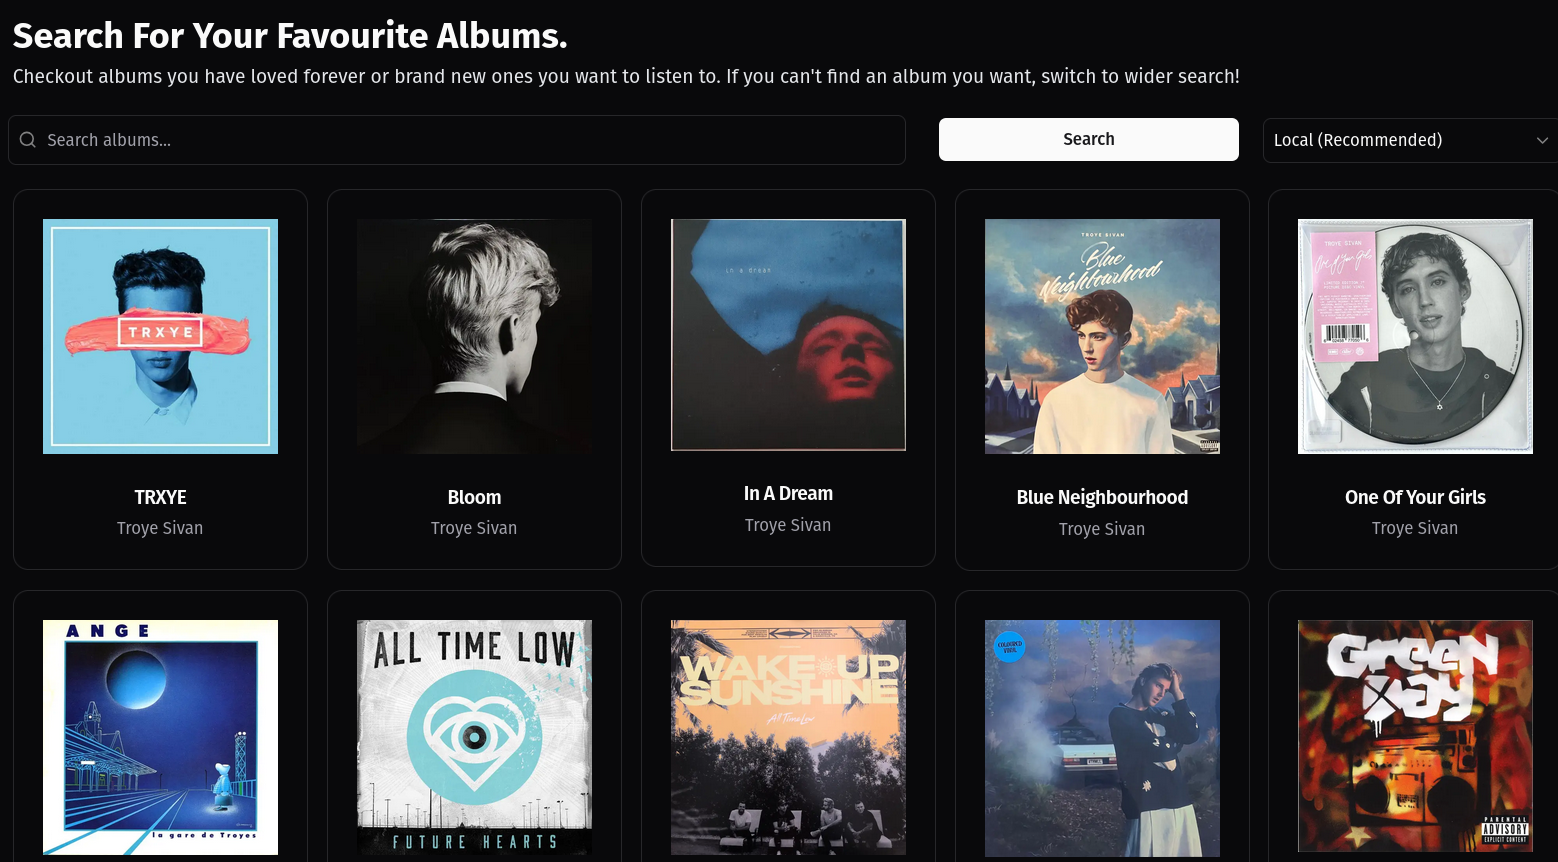 Search For Your Favourite Albums.
Checkout albums you have loved forever or brand new ones you want to listen to. If you can't find an album you want, switch to wider search!
Search albums...
Search
Local (Recommended)
TRXYE
TRXYE
Troye Sivan
Bloom
Troye Sivan
in a dream
In A Dream
Troye Sivan
TROYE SIVAN
Blue
Neighbourhood
Blue Neighbourhood
Troye Sivan
TROYE SIVAN
One Of Your Girls
One Of Your Girls
Troye Sivan
ANGE
la gare de Troyes
ALL TIME LOW
FUTURE HEARTS
WAKE UP
SUNSHINE
All Time Low
COLOURED
VINYL
GREEN
DAY
PARENTAL
ADVISORY
EXPLICIT CONTENT